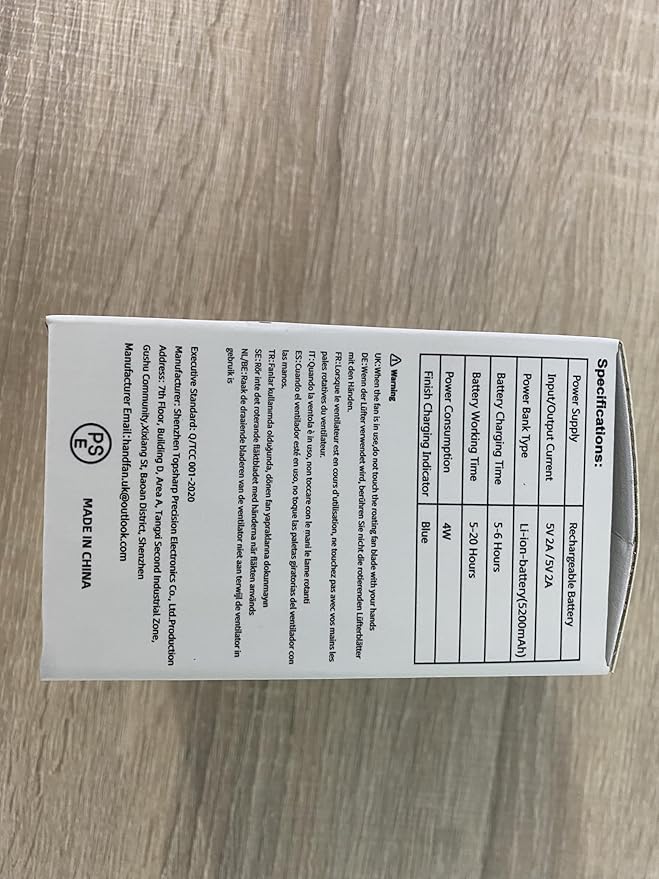 Specifications:
Power Supply Rechargeable Battery
Input/Output Current 5V 2A /5V 2A
Power Bank Type Li-ion-battery(5200mAh)
Battery Charging Time 5-6 Hours
Battery Working Time 5-20 Hours
Power Consumption 4W
Finish Charging Indicator Blue
Warning
UK:When the fan is in use,do not touch the roating fan blade with your hands
DE:Wenn der Lüfter verwendet wird, berühren Sie nicht die rotierenden Lüfterblätter
mit den Händen.
FR:Lorsque le ventilateur est en cours d'utilisation, ne touchez pas avec vos mains les
pales rotatives du ventilateur.
IT:Quando la ventola è in uso, non toccare con le mani le lame rotanti
ES:Cuando el ventilador esté en uso, no toque las paletas giratorias del ventilador con
las manos.
TR:Fanlar kullanımda olduğunda, dönen fan yapraklarına dokunmayın
SE:Rör inte det roterande fläktbladet med händerna när fläkten används
NL/BE:Raak de draaiende bladeren van de ventilator niet aan terwijl de ventilator in
gebruik is
Executive Standard: Q/TCC 001-2020
Manufacturer: Shenzhen Topsharp Precision Electronics Co., Ltd.Production
Address: 7th Floor, Building D, Area A, Tangxi Second Industrial Zone,
Gushu Community,Xixiang St, Baoan District, Shenzhen
Manufacturer Email:handfan.uk@outlook.com
PS
E
MADE IN CHINA